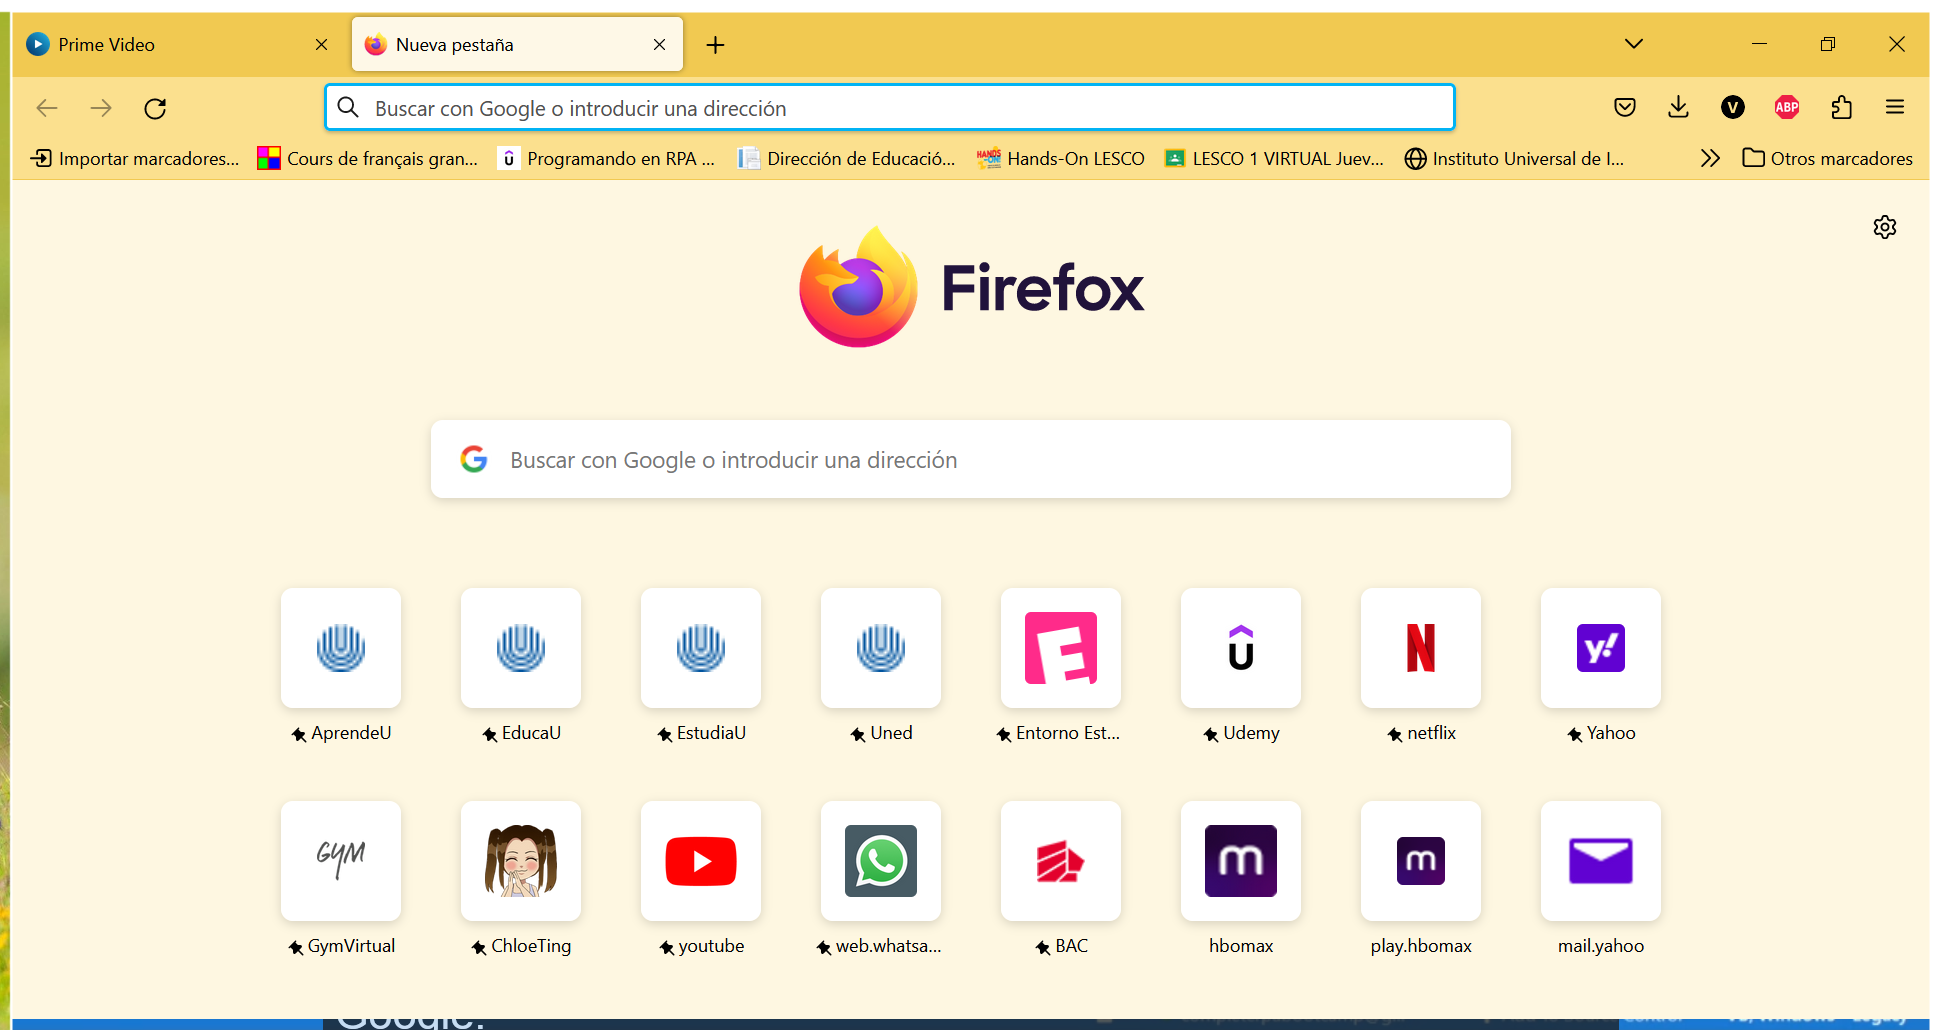 Prime Video
Nueva pestaña
Buscar con Google o introducir una dirección
V
ABP
Importar marcadores...
Cours de français gran...
Programando en RPA ...
Dirección de Educació...
HANDS
Hands-On LESCO
LESCO 1 VIRTUAL Juev...
Instituto Universal de I...
Otros marcadores
Firefox
Buscar con Google o introducir una dirección
AprendeU
EducaU
EstudiaU
Uned
Entorno Est...
Udemy
netflix
Yahoo
GYM
GymVirtual
ChloeTing
youtube
web.whatsa...
BAC
hbomax
play.hbomax
mail.yahoo